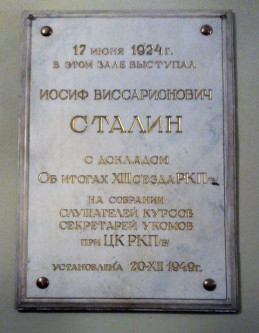 17 ИЮНЯ 1924 г.
В ЭТОМ ЗАЛЕ ВЫСТУПАЛ
ИОСИФ ВИССАРИОНОВИЧ
СТАЛИН
С ДОКЛАДОМ
ОБ ИТОГАХ XIII СЪЕЗДА РКП/б/
НА СОБРАНИИ
СЛУШАТЕЛЕЙ КУРСОВ
СЕКРЕТАРЕЙ УКОМОВ
ПРИ ЦК РКП/б/
УСТАНОВЛЕНА 20-XII 1949г.